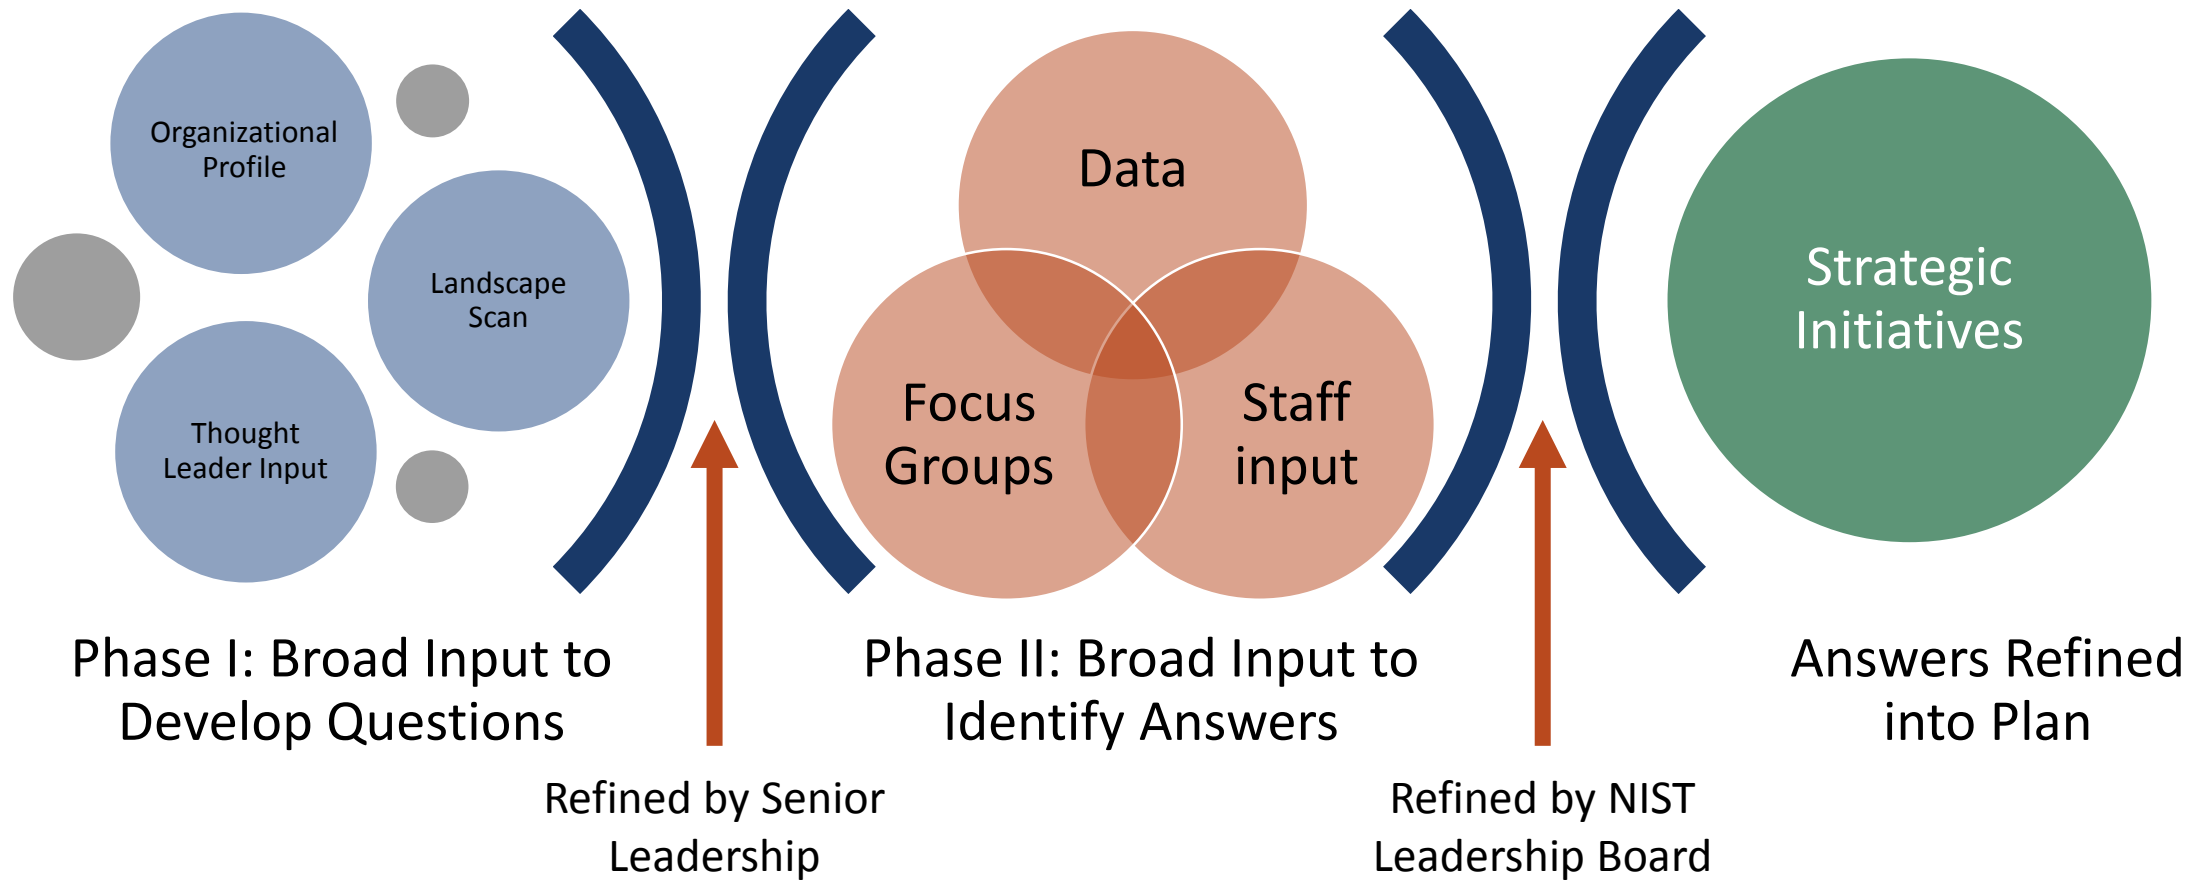 Organizational
Profile
Landscape
Scan
Thought
Leader Input
Data
Focus
Groups
Staff
input
Strategic
Initiatives
Phase I: Broad Input to
Develop Questions
Phase II: Broad Input to
Identify Answers
Answers Refined
into Plan
Refined by Senior
Leadership
Refined by NIST
Leadership Board